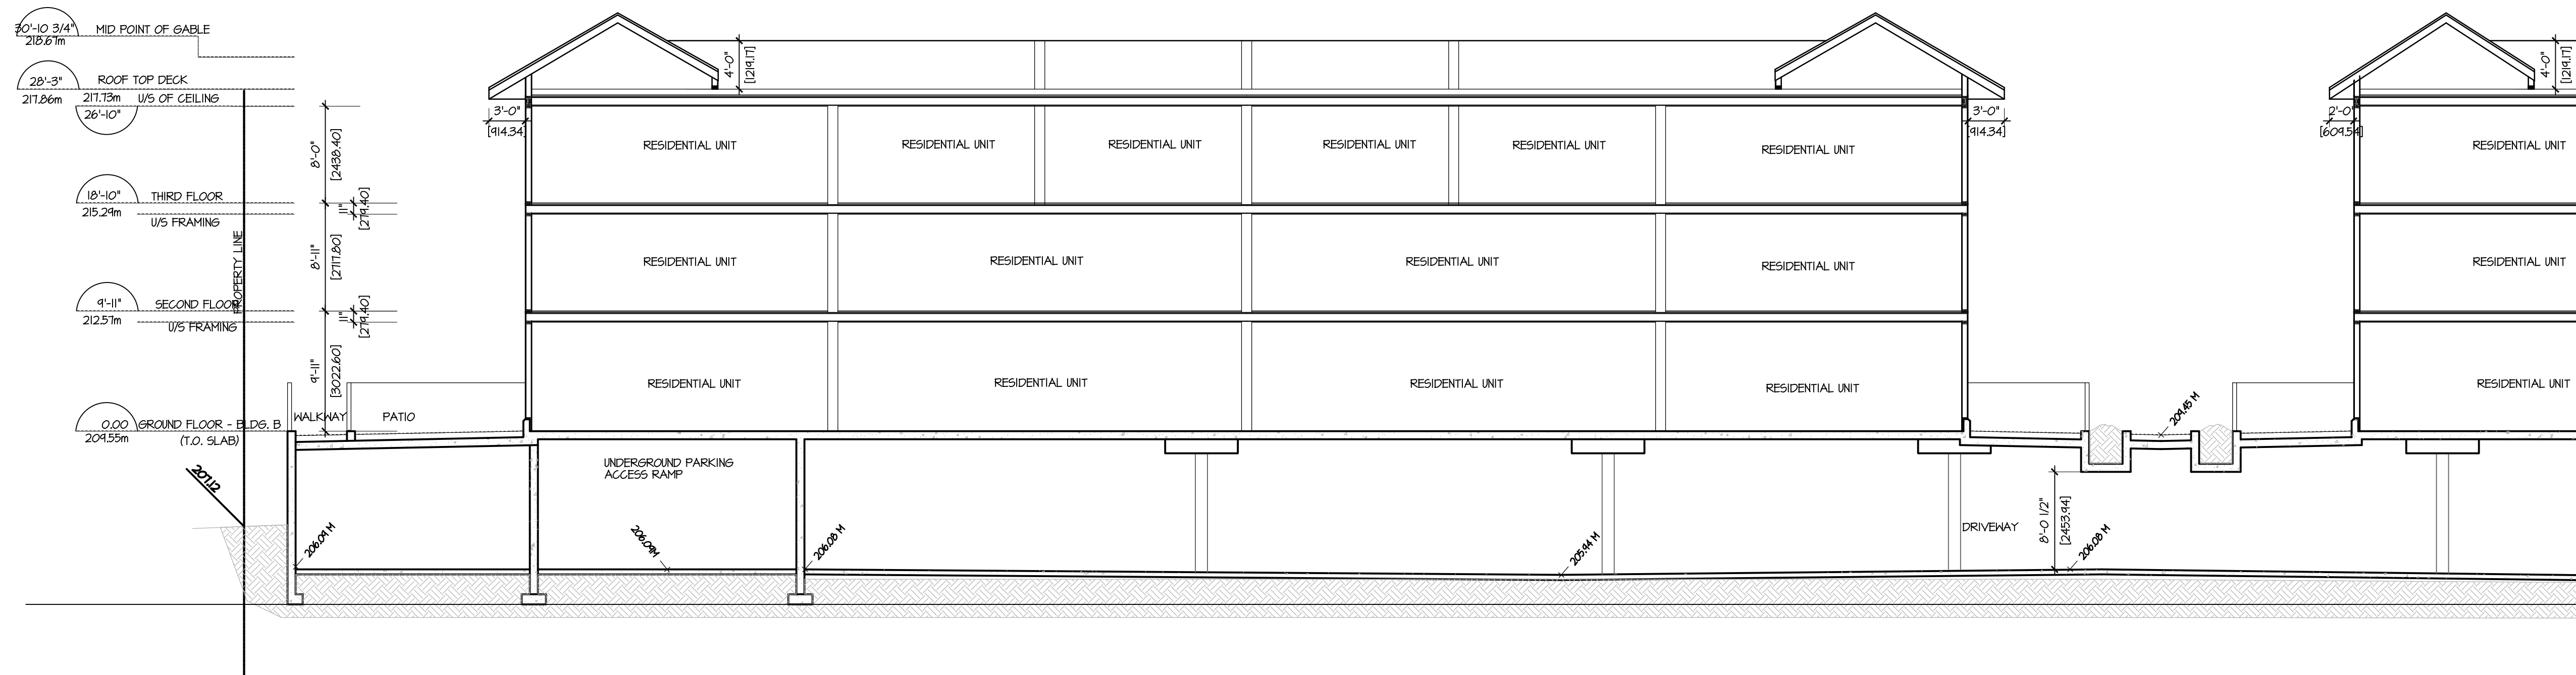 30'-10 3/4" MID POINT OF GABLE
218.67m
28'-3" ROOF TOP DECK
217.86m 217.73m U/S OF CEILING
26'-10"
8'-0"
[2438.40]
18'-10" THIRD FLOOR
215.29m
U/S FRAMING
11"
[279.40]
8'-11"
[2717.80]
PROPERTY LINE
9'-11" SECOND FLOOR
212.57m
U/S FRAMING
11"
[279.40]
9'-11"
[3022.60]
0.00 GROUND FLOOR - BLDG. B
209.55m (T.O. SLAB)
WALKWAY PATIO
207.12
4'-0"
[1219.17]
4'-0"
[1219.17]
3'-0"
[914.34]
3'-0"
[914.34]
2'-0"
[609.54]
RESIDENTIAL UNIT RESIDENTIAL UNIT RESIDENTIAL UNIT RESIDENTIAL UNIT RESIDENTIAL UNIT RESIDENTIAL UNIT RESIDENTIAL UNIT
RESIDENTIAL UNIT RESIDENTIAL UNIT RESIDENTIAL UNIT RESIDENTIAL UNIT RESIDENTIAL UNIT
RESIDENTIAL UNIT RESIDENTIAL UNIT RESIDENTIAL UNIT RESIDENTIAL UNIT RESIDENTIAL UNIT
209.45 M
UNDERGROUND PARKING
ACCESS RAMP
206.09 M
206.09M
206.08 M
205.94 M
DRIVEWAY
8'-0 1/2"
[2453.94]
206.08 M